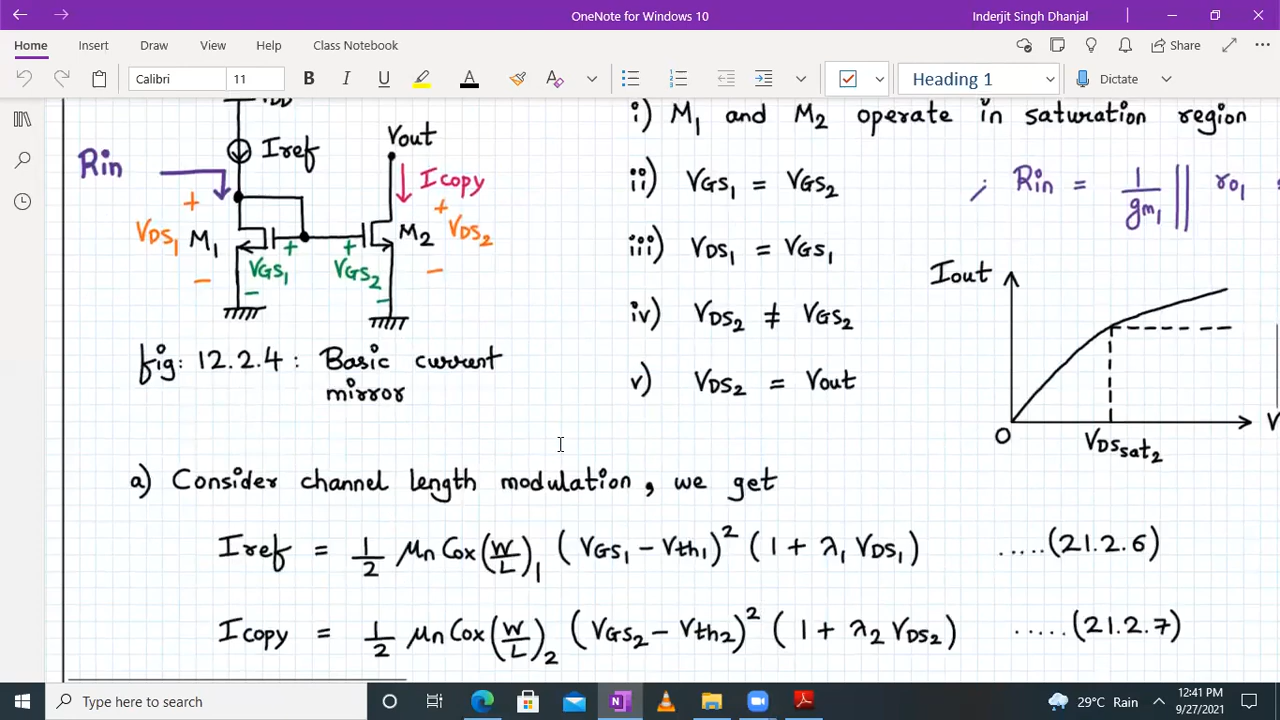 OneNote for Windows 10
Inderjit Singh Dhanjal
Home Insert Draw View Help Class Notebook
Share
Calibri 11 B I U A
Heading 1
Dictate
Iref
Vout
Rin
Icopy
+ + 
VDS1 M1 + + M2 VDS2
VGS1 VGS2
- - - -
fig: 12.2.4: Basic current
mirror
i) M1 and M2 operate in saturation region
ii) VGS1 = VGS2
; Rin = 1/gm1 || ro1
iii) VDS1 = VGS1
iv) VDS2 ≠ VGS2
v) VDS2 = Vout
Iout
O
VDSsat2
V
a) Consider channel length modulation, we get
Iref = 1/2 μn Cox (W/L)1 (VGS1 - Vth1)² (1 + λ1 VDS1) .....(21.2.6)
Icopy = 1/2 μn Cox (W/L)2 (VGS2 - Vth2)² (1 + λ2 VDS2) .....(21.2.7)
Type here to search
29°C Rain
12:41 PM
9/27/2021